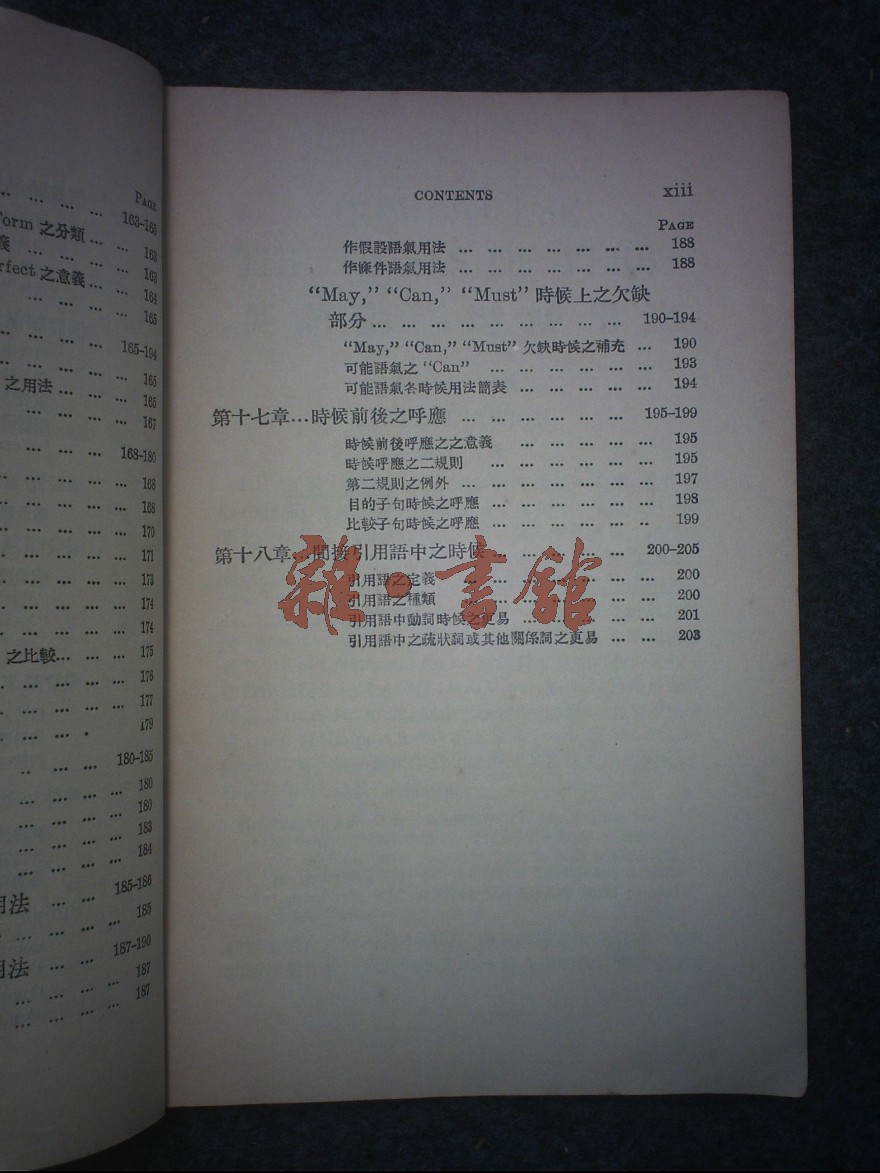 PAGE
... ... ... ... 163-165
Form 之分類 ... ... 163
義 ... ... ... 163
rfect 之意義 ... ... 164
... ... ... 165
... ... ... ... 165-194
... ... ... ... 165
之用法 ... ... ... 165
... ... ... 167
... ... ... ... 168-180
... ... ... ... 168
... ... ... ... 168
... ... ... ... 170
... ... ... ... 171
... ... ... ... 173
... ... ... ... 174
... ... ... ... 174
之比較... ... ... 175
... ... ... ... 176
... ... ... ... 177
... ... ... . 179
.. ... ... 180-185
... ... ... ... 180
... ... ... ... 180
... ... ... ... 183
... ... ... ... 184
用法 ... ... 185-186
... ... ... ... 185
用法 ... ... 187-190
... ... ... ... 187
... ... ... ... 187
CONTENTS xiii
PAGE
作假設語氣用法 ... ... ... ... ... ... ... 188
作條件語氣用法 ... ... ... ... ... ... ... 188
“May,” “Can,” “Must” 時候上之欠缺
部分 ... ... ... ... ... ... ... ... ... 190-194
“May,” “Can,” “Must” 欠缺時候之補充 ... 190
可能語氣之 “Can” ... ... ... ... ... ... 193
可能語氣各時候用法簡表 ... ... ... ... ... 194
第十七章...時候前後之呼應 ... ... ... ... ... 195-199
時候前後呼應之之意義 ... ... ... ... ... 195
時候呼應之二規則 ... ... ... ... ... ... 195
第二規則之例外 ... ... ... ... ... ... ... 197
目的子句時候之呼應 ... ... ... ... ... ... 198
比較子句時候之呼應 ... ... ... ... ... .. 199
第十八章...間接引用語中之時候 ... ... ... ... ... 200-205
引用語之定義 ... ... ... ... ... ... ... 200
引用語之種類 ... ... ... ... ... ... ... 200
引用語中動詞時候之更易 ... ... ... ... ... 201
引用語中之疏狀詞或其他關係詞之更易 ... ... 203
雜·書館